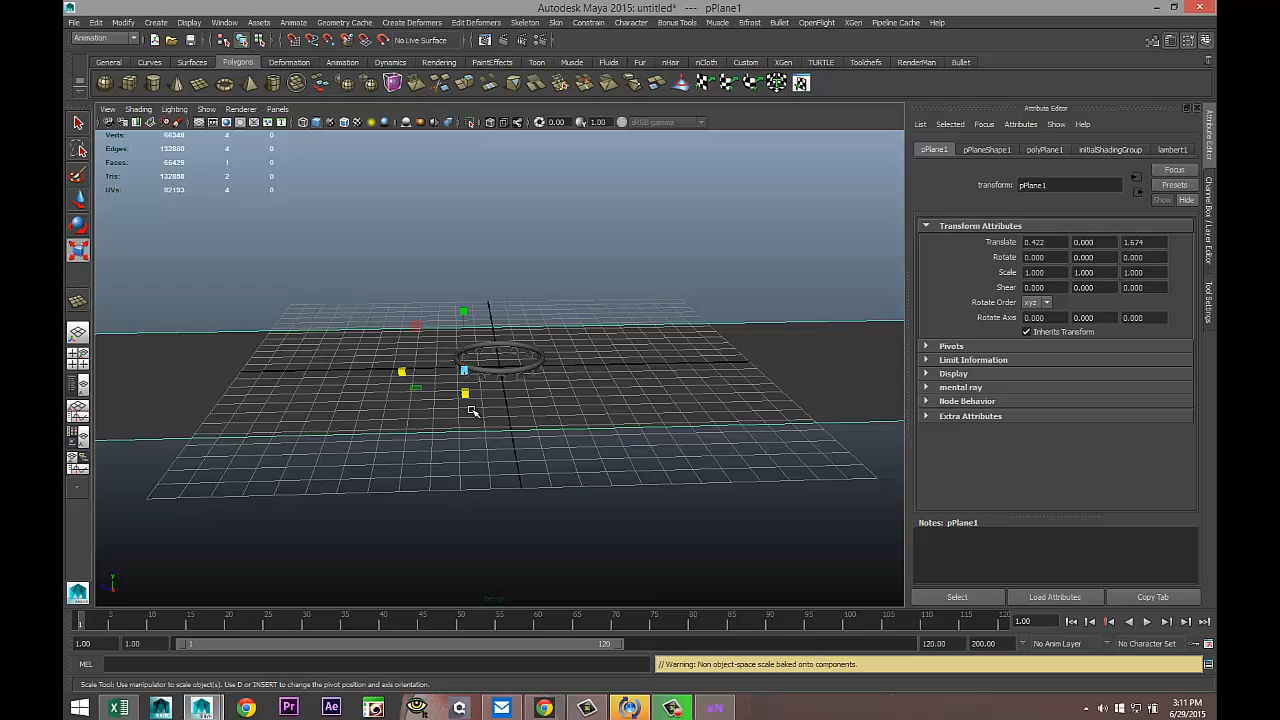 Autodesk Maya 2015: untitled* --- pPlane1
File Edit Modify Create Display Window Assets Animate Geometry Cache Create Deformers Edit Deformers Skeleton Skin Constrain Character Bonus Tools Muscle Bifrost Bullet OpenFlight XGen Pipeline Cache Help
Animation No Live Surface
General Curves Surfaces Polygons Deformation Animation Dynamics Rendering PaintEffects Toon Muscle Fluids Fur nHair nCloth Custom XGen TURTLE Toolchefs RenderMan Bullet
View Shading Lighting Show Renderer Panels
0.00 1.00 sRGB gamma
Verts: 66348 4 0
Edges: 132860 4 0
Faces: 66429 1 0
Tris: 132868 2 0
UVs: 92193 4 0
persp
Attribute Editor
List Selected Focus Attributes Show Help
pPlane1 pPlaneShape1 polyPlane1 initialShadingGroup lambert1
Focus
transform: pPlane1 Presets
Show Hide
Transform Attributes
Translate 0.422 0.000 1.674
Rotate 0.000 0.000 0.000
Scale 1.000 1.000 1.000
Shear 0.000 0.000 0.000
Rotate Order xyz
Rotate Axis 0.000 0.000 0.000
Inherits Transform
Pivots
Limit Information
Display
mental ray
Node Behavior
Extra Attributes
Notes: pPlane1
Select Load Attributes Copy Tab
Attribute Editor
Channel Box / Layer Editor
Tool Settings
1 5 10 15 20 25 30 35 40 45 50 55 60 65 70 75 80 85 90 95 100 105 110 115 120 1.00
1.00 1.00 1 120 120.00 200.00 No Anim Layer No Character Set
MEL // Warning: Non object-space scale baked onto components.
Scale Tool: Use manipulator to scale object(s). Use D or INSERT to change the pivot position and axis orientation.
3:11 PM
6/29/2015